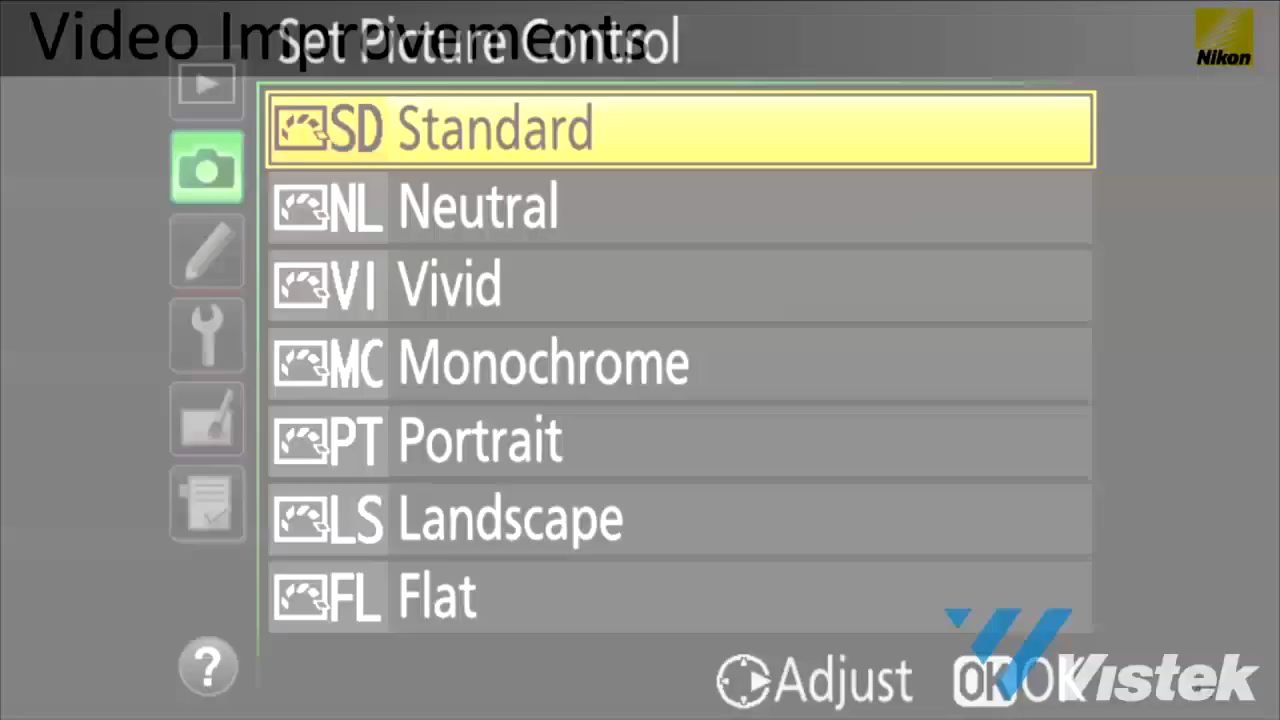 Video Improvements
Set Picture Control
Nikon
SD Standard
NL Neutral
VI Vivid
MC Monochrome
PT Portrait
LS Landscape
FL Flat
?
Adjust
OK OK
Vistek